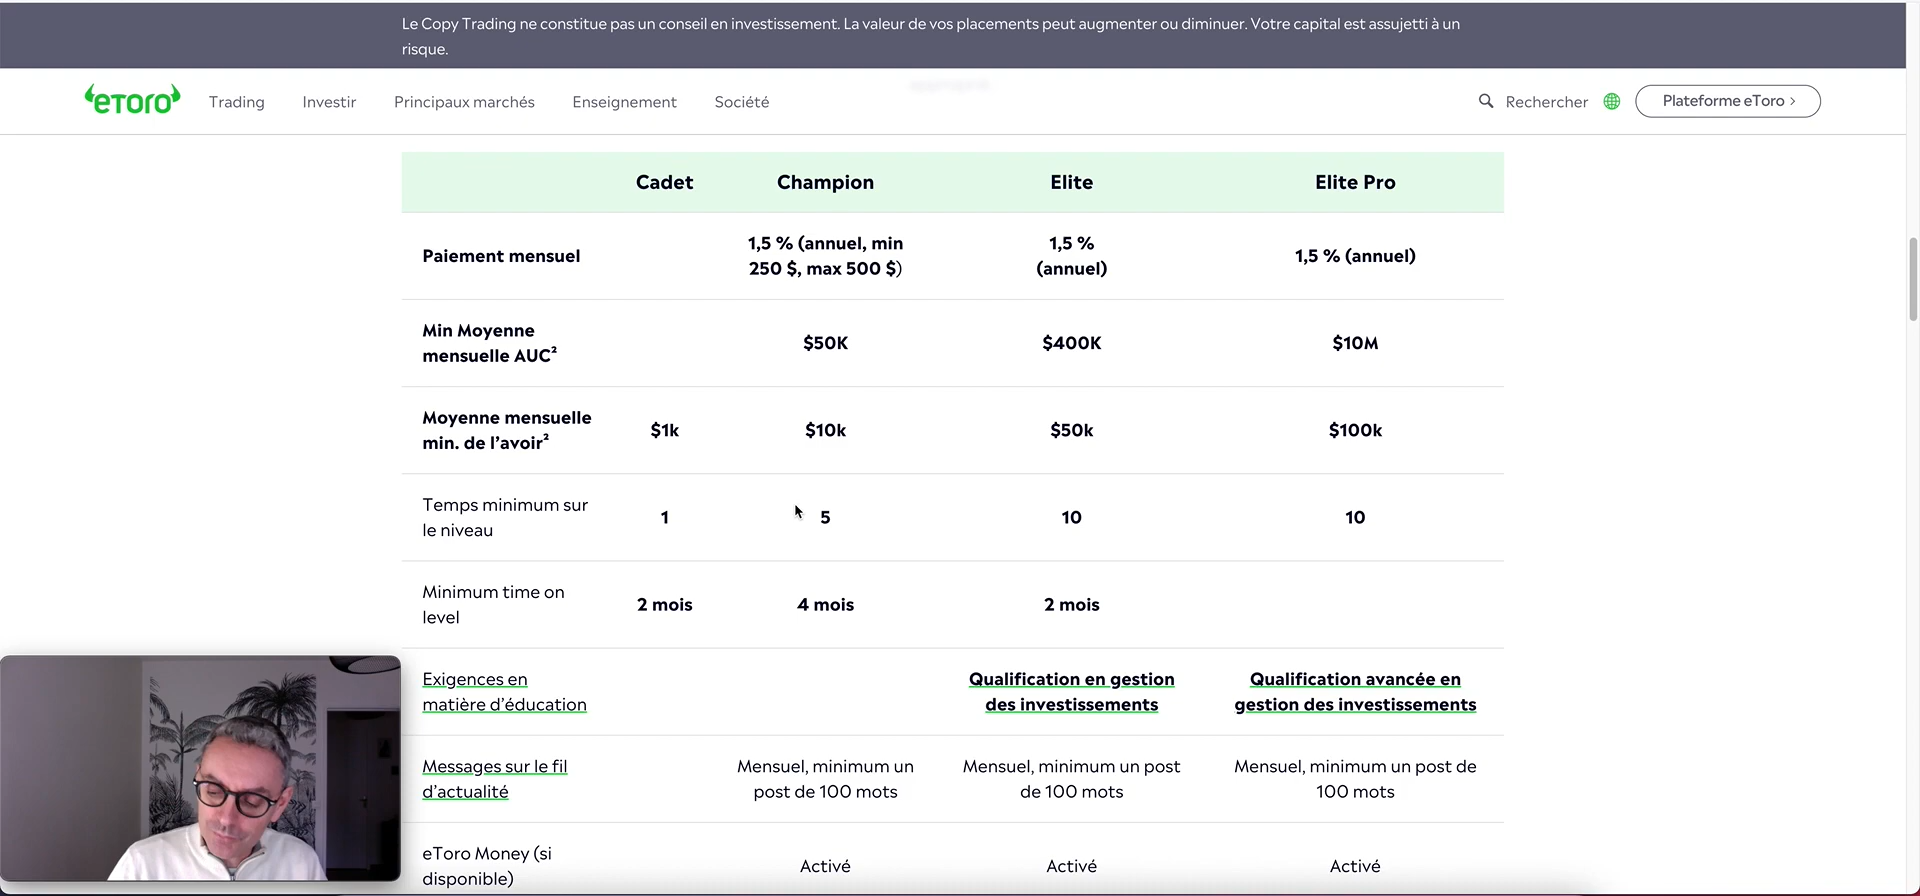 Le Copy Trading ne constitue pas un conseil en investissement. La valeur de vos placements peut augmenter ou diminuer. Votre capital est assujetti à un
risque.
eToro Trading Investir Principaux marchés Enseignement Société Rechercher Plateforme eToro >
Cadet Champion Elite Elite Pro
Paiement mensuel 1,5 % (annuel, min 250 $, max 500 $) 1,5 % (annuel) 1,5 % (annuel)
Min Moyenne mensuelle AUC² $50K $400K $10M
Moyenne mensuelle min. de l’avoir² $1k $10k $50k $100k
Temps minimum sur le niveau 1 5 10 10
Minimum time on level 2 mois 4 mois 2 mois
Exigences en matière d’éducation Qualification en gestion des investissements Qualification avancée en gestion des investissements
Messages sur le fil d’actualité Mensuel, minimum un post de 100 mots Mensuel, minimum un post de 100 mots Mensuel, minimum un post de 100 mots
eToro Money (si disponible) Activé Activé Activé